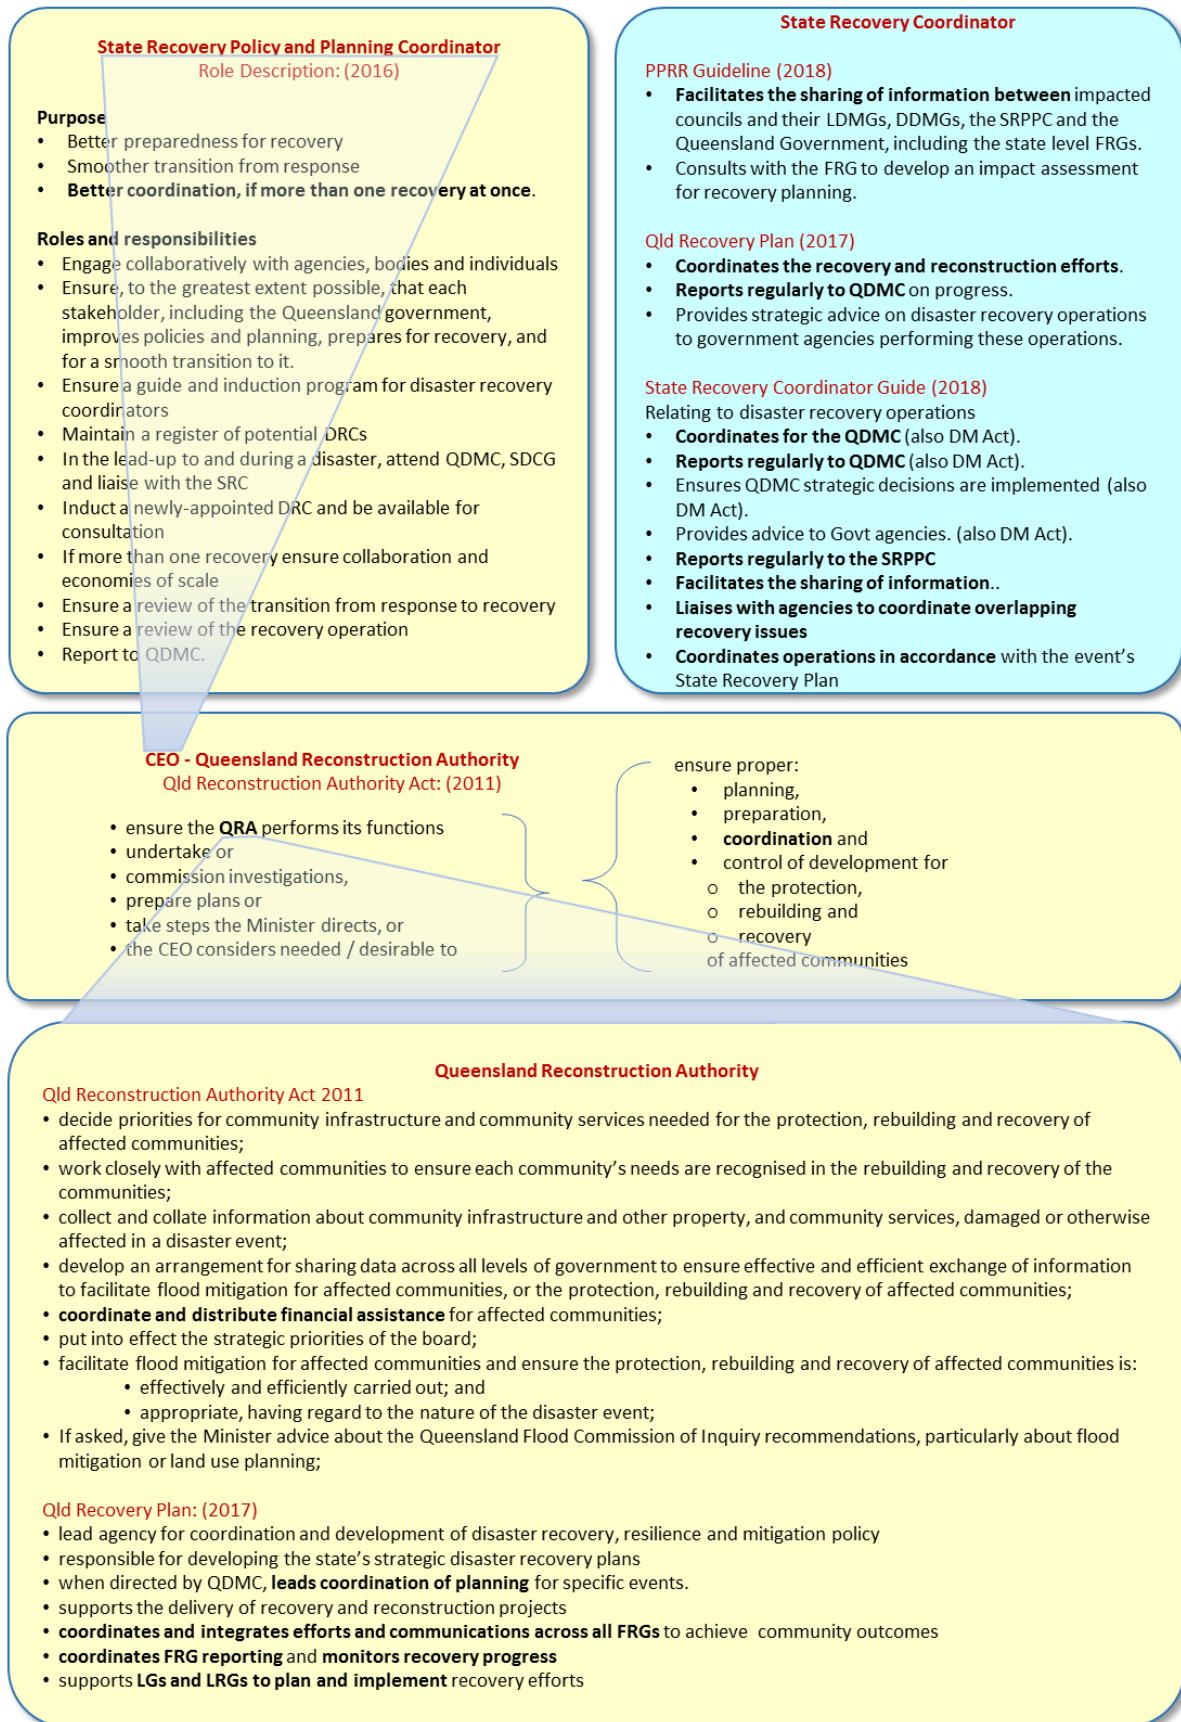 State Recovery Policy and Planning Coordinator
Role Description: (2016)
Purpose
• Better preparedness for recovery
• Smoother transition from response
• Better coordination, if more than one recovery at once.
Roles and responsibilities
• Engage collaboratively with agencies, bodies and individuals
• Ensure, to the greatest extent possible, that each
stakeholder, including the Queensland government,
improves policies and planning, prepares for recovery, and
for a smooth transition to it.
• Ensure a guide and induction program for disaster recovery
coordinators
• Maintain a register of potential DRCs
• In the lead-up to and during a disaster, attend QDMC, SDCG
and liaise with the SRC
• Induct a newly-appointed DRC and be available for
consultation
• If more than one recovery ensure collaboration and
economies of scale
• Ensure a review of the transition from response to recovery
• Ensure a review of the recovery operation
• Report to QDMC.
State Recovery Coordinator
PPRR Guideline (2018)
• Facilitates the sharing of information between impacted
councils and their LDMGs, DDMGs, the SRPPC and the
Queensland Government, including the state level FRGs.
• Consults with the FRG to develop an impact assessment
for recovery planning.
Qld Recovery Plan (2017)
• Coordinates the recovery and reconstruction efforts.
• Reports regularly to QDMC on progress.
• Provides strategic advice on disaster recovery operations
to government agencies performing these operations.
State Recovery Coordinator Guide (2018)
Relating to disaster recovery operations
• Coordinates for the QDMC (also DM Act).
• Reports regularly to QDMC (also DM Act).
• Ensures QDMC strategic decisions are implemented (also
DM Act).
• Provides advice to Govt agencies. (also DM Act).
• Reports regularly to the SRPPC
• Facilitates the sharing of information..
• Liaises with agencies to coordinate overlapping
recovery issues
• Coordinates operations in accordance with the event's
State Recovery Plan
CEO - Queensland Reconstruction Authority
Qld Reconstruction Authority Act: (2011)
• ensure the QRA performs its functions
• undertake or
• commission investigations,
• prepare plans or
• take steps the Minister directs, or
• the CEO considers needed / desirable to
ensure proper:
• planning,
• preparation,
• coordination and
• control of development for
o the protection,
o rebuilding and
o recovery
of affected communities
Queensland Reconstruction Authority
Qld Reconstruction Authority Act 2011
• decide priorities for community infrastructure and community services needed for the protection, rebuilding and recovery of
affected communities;
• work closely with affected communities to ensure each community's needs are recognised in the rebuilding and recovery of the
communities;
• collect and collate information about community infrastructure and other property, and community services, damaged or otherwise
affected in a disaster event;
• develop an arrangement for sharing data across all levels of government to ensure effective and efficient exchange of information
to facilitate flood mitigation for affected communities, or the protection, rebuilding and recovery of affected communities;
• coordinate and distribute financial assistance for affected communities;
• put into effect the strategic priorities of the board;
• facilitate flood mitigation for affected communities and ensure the protection, rebuilding and recovery of affected communities is:
• effectively and efficiently carried out; and
• appropriate, having regard to the nature of the disaster event;
• If asked, give the Minister advice about the Queensland Flood Commission of Inquiry recommendations, particularly about flood
mitigation or land use planning;
Qld Recovery Plan: (2017)
• lead agency for coordination and development of disaster recovery, resilience and mitigation policy
• responsible for developing the state's strategic disaster recovery plans
• when directed by QDMC, leads coordination of planning for specific events.
• supports the delivery of recovery and reconstruction projects
• coordinates and integrates efforts and communications across all FRGs to achieve community outcomes
• coordinates FRG reporting and monitors recovery progress
• supports LGs and LRGs to plan and implement recovery efforts